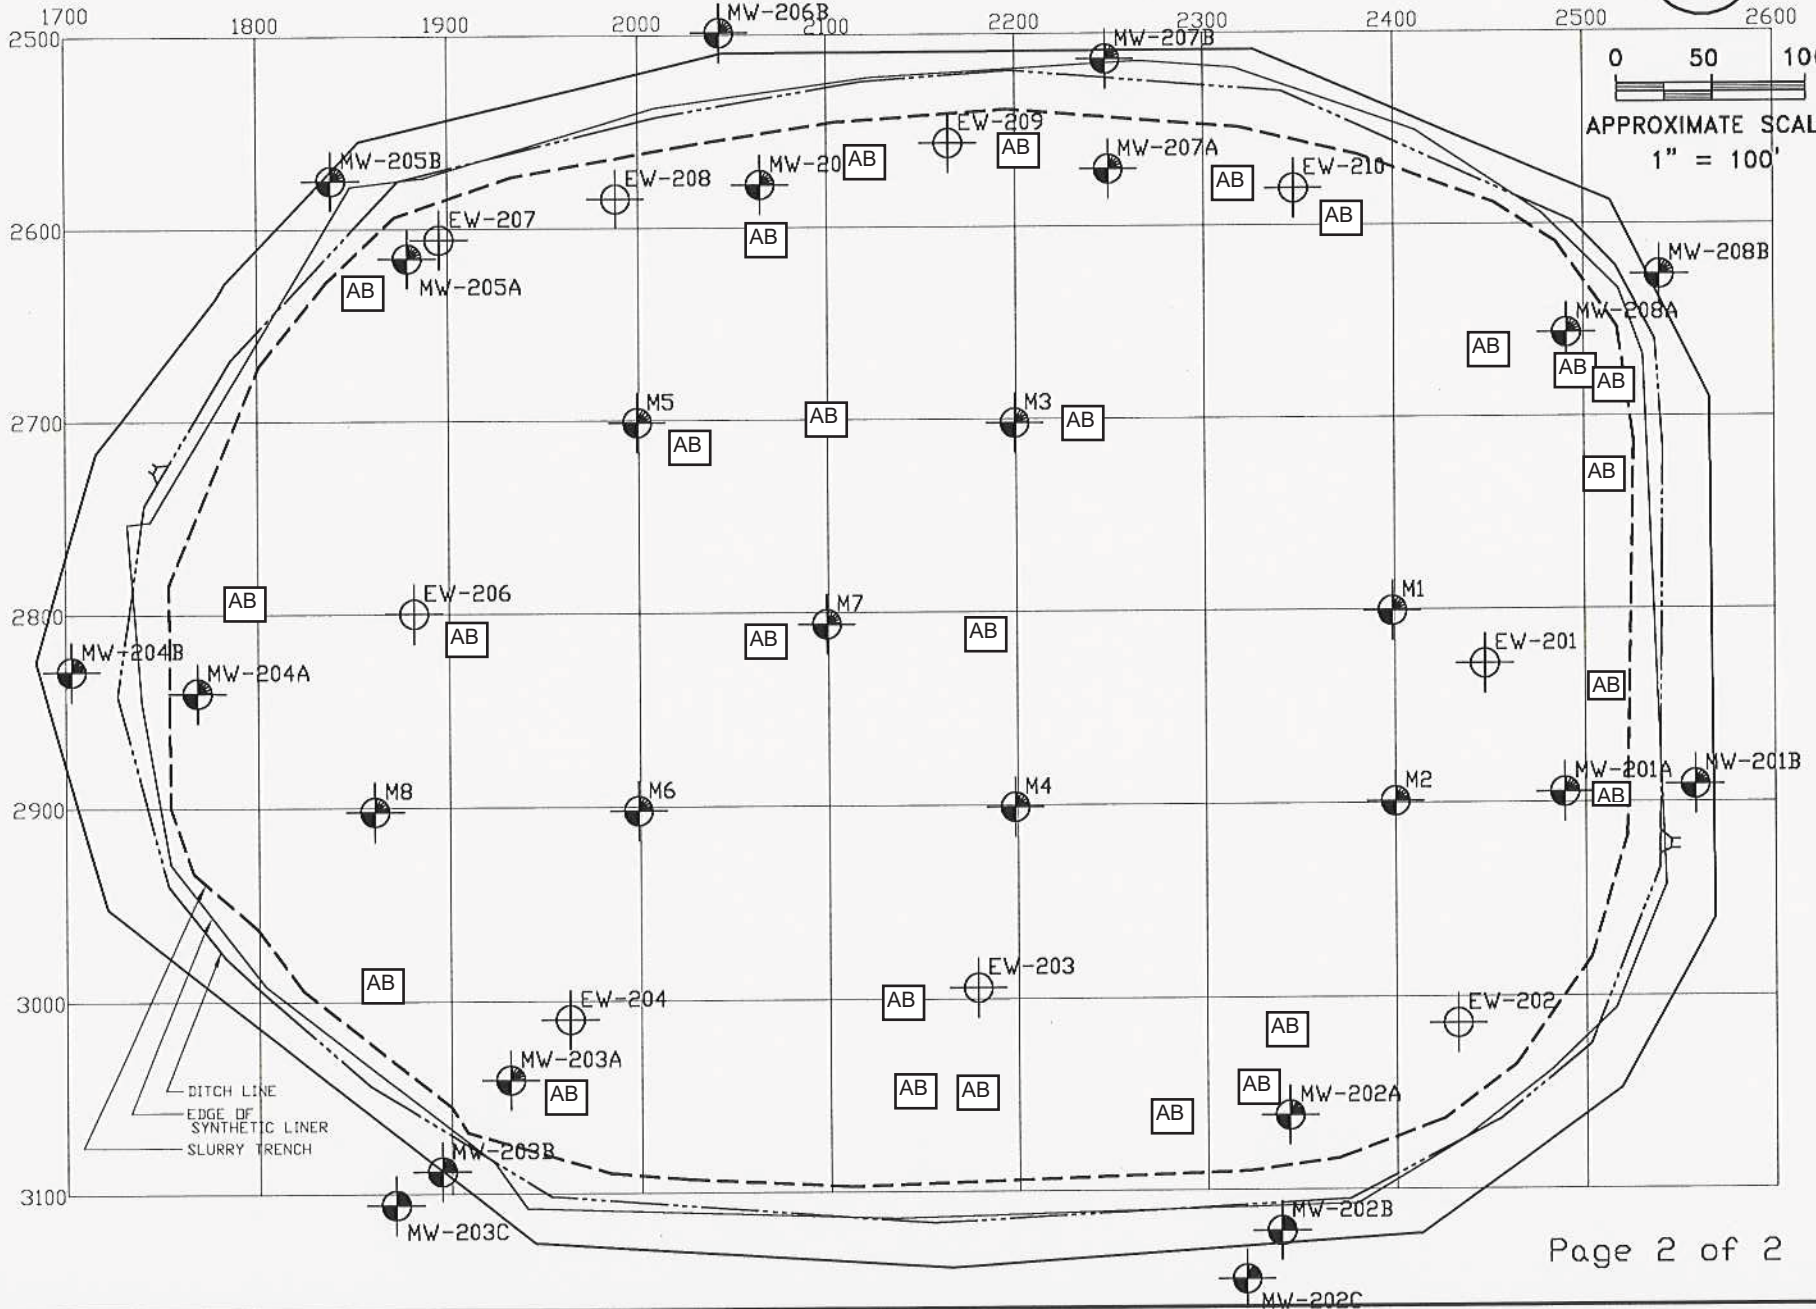 1700 1800 1900 2000 2100 2200 2300 2400 2500 2600
2500
MW-206B
MW-207B
0 50 10
APPROXIMATE SCAL
1" = 100'
EW-209
AB
MW-205B
MW-20
AB
MW-207A
EW-208
AB
EW-210
AB
EW-207
2600
AB
MW-208B
MW-205A
AB
MW-208A
AB
AB
AB
M5
AB
M3
AB
2700
AB
AB
EW-206
M7
M1
AB
2800
AB
AB
AB
EW-201
MW-204B
MW-204A
AB
M8
M6
M4
M2
MW-201A
MW-201B
AB
2900
EW-203
AB
EW-204
AB
EW-202
3000
AB
MW-203A
AB
AB
AB
AB
MW-202A
AB
DITCH LINE
EDGE OF
SYNTHETIC LINER
SLURRY TRENCH
MW-203B
3100
MW-203C
MW-202B
MW-202C
Page 2 of 2